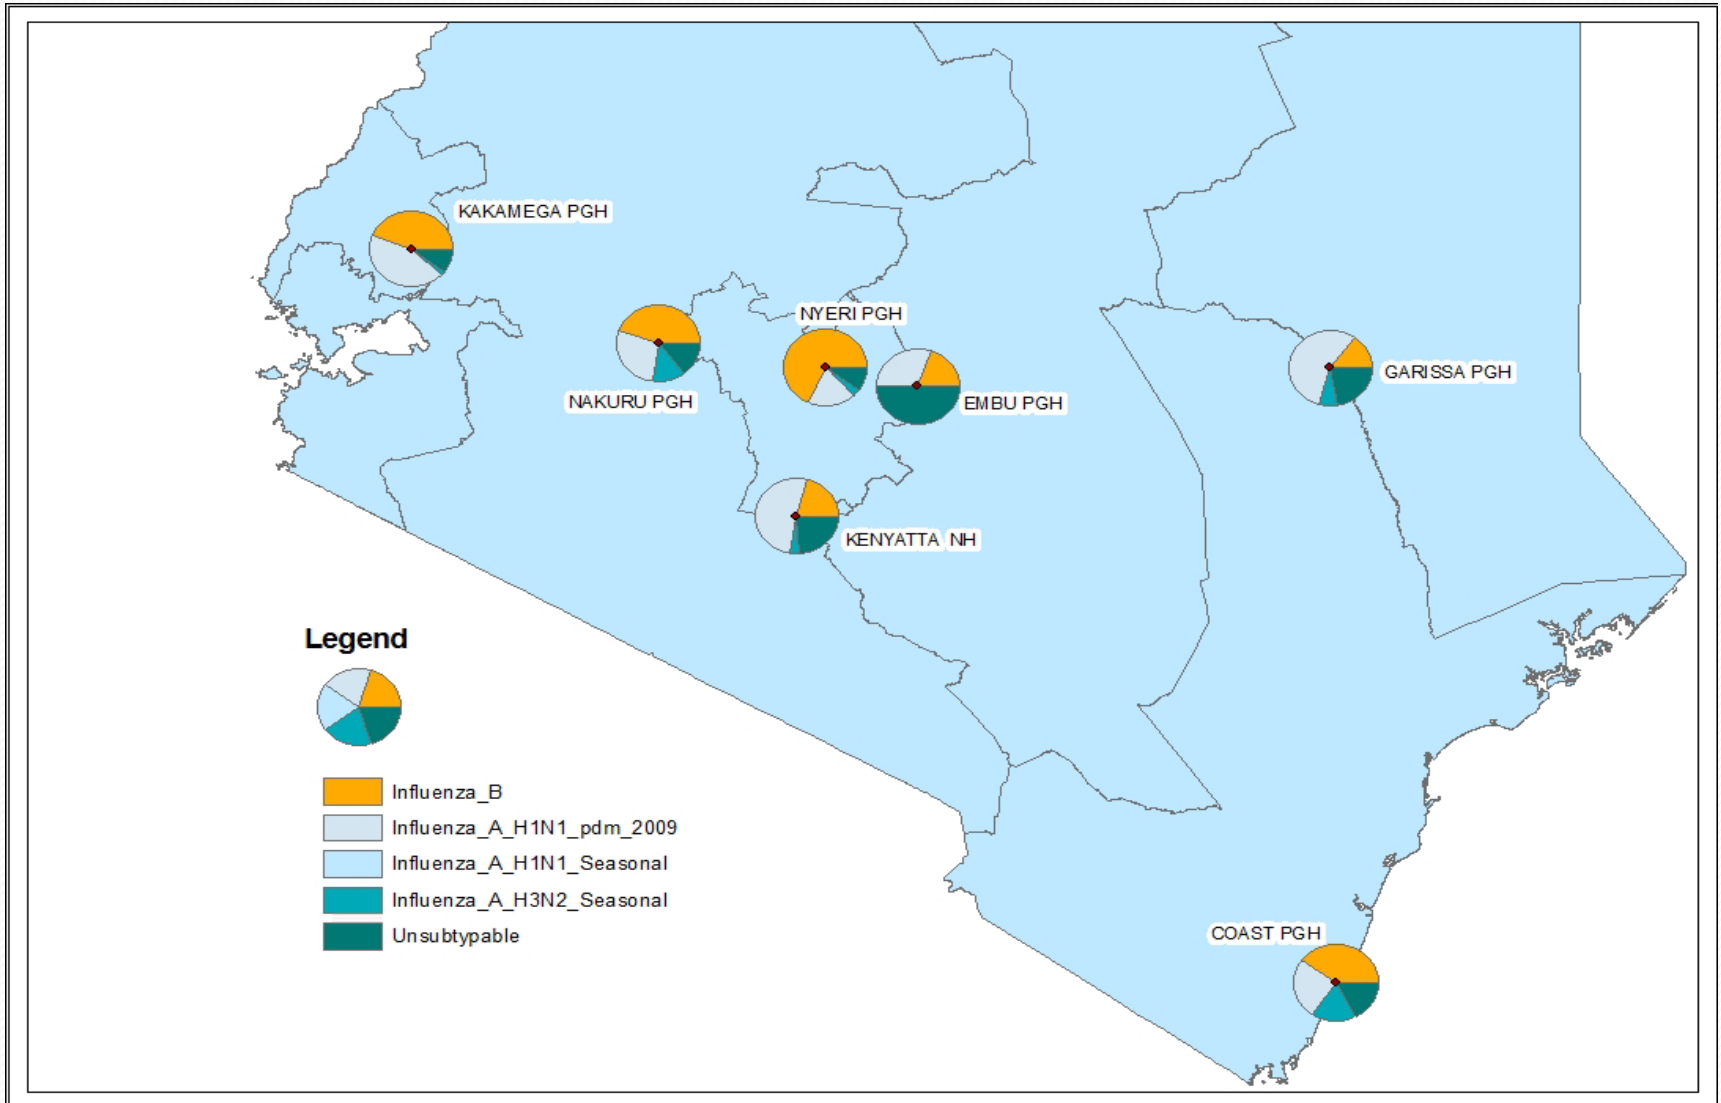 KAKAMEGA PGH
NYERI PGH
NAKURU PGH
EMBU PGH
GARISSA PGH
KENYATTA NH
Legend
Influenza_B
Influenza_A_H1N1_pdm_2009
Influenza_A_H1N1_Seasonal
Influenza_A_H3N2_Seasonal
Unsubtypable
COAST PGH